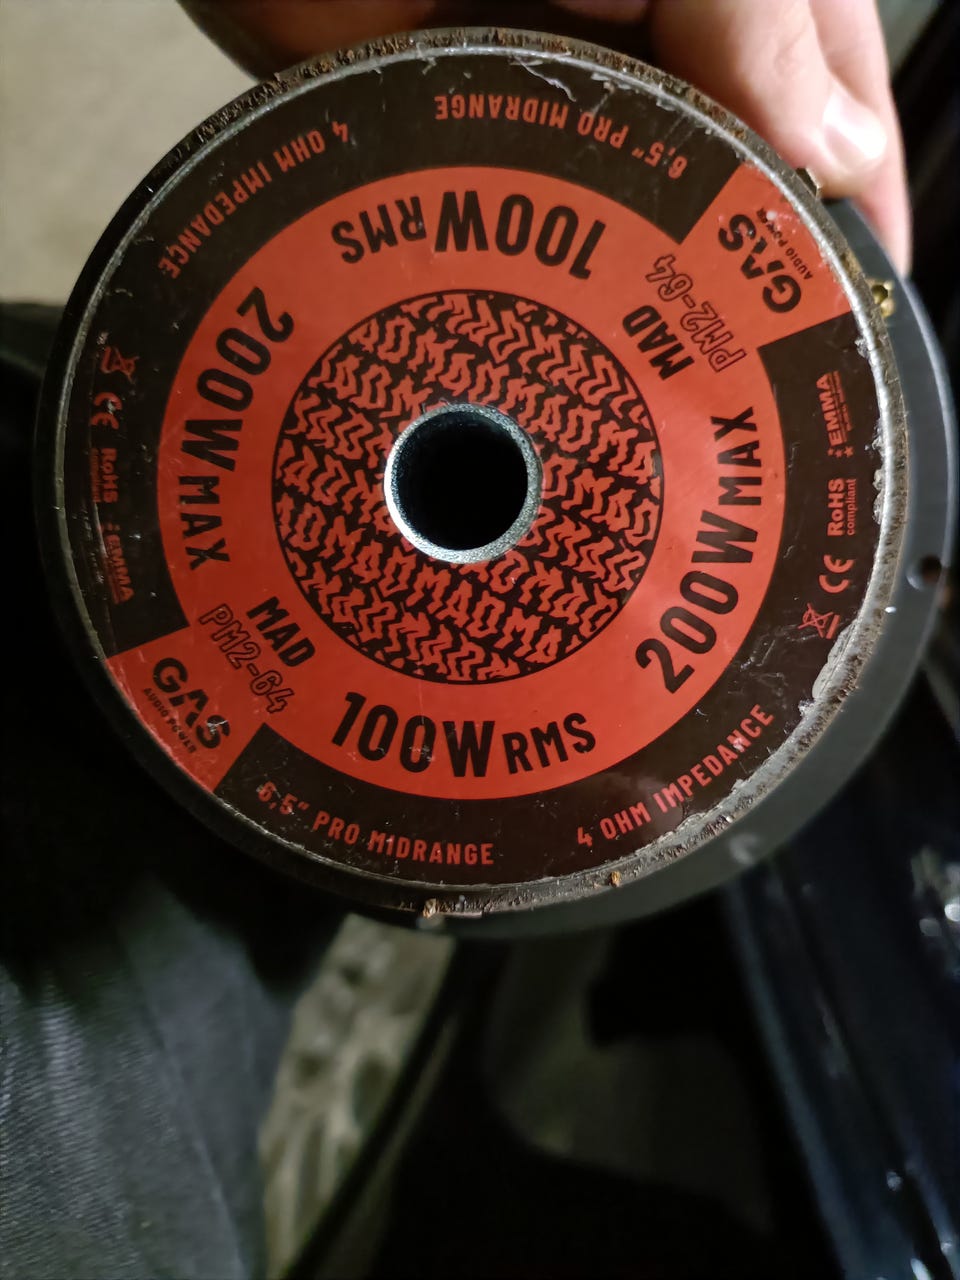 6,5" PRO MIDRANGE
4 OHM IMPEDANCE
GAS
AUDIO POWER
100W RMS
MAD
PM2-64
200W MAX
CE
RoHS
compliant
EMMA
200W MAX
MAD
PM2-64
100W RMS
GAS
AUDIO POWER
CE
RoHS
compliant
EMMA
6,5" PRO MIDRANGE
4 OHM IMPEDANCE